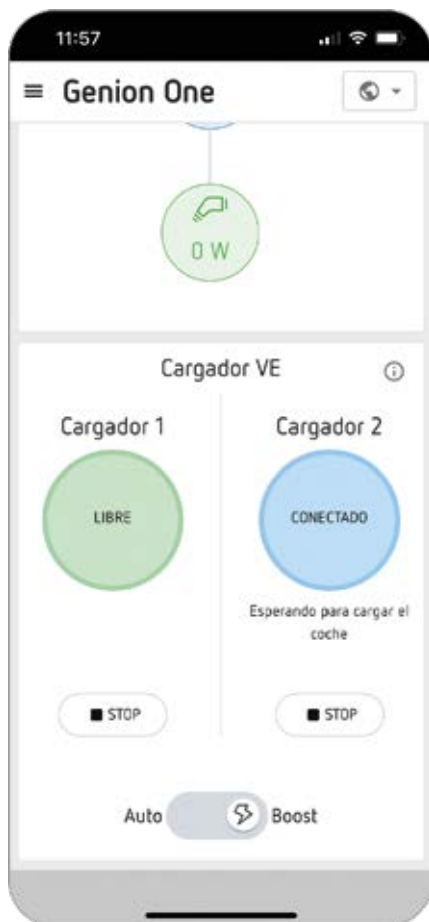 11:57
Genion One
0 W
Cargador VE
Cargador 1
Cargador 2
LIBRE
CONECTADO
Esperando para cargar el
coche
STOP
STOP
Auto
Boost